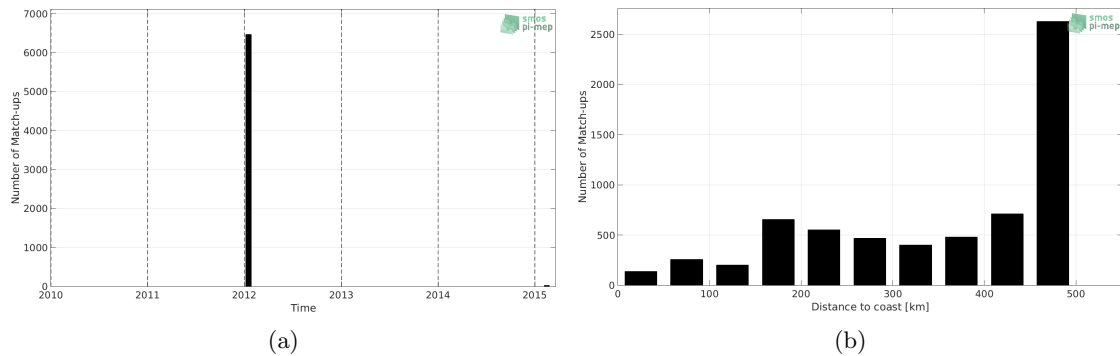 7000
6000
5000
4000
3000
2000
1000
0
Number of Match-ups
2010 2011 2012 2013 2014 2015
Time
smos
pi-mep
(a)
2500
2000
1500
1000
500
0
Number of Match-ups
0 100 200 300 400 500
Distance to coast [km]
smos
pi-mep
(b)